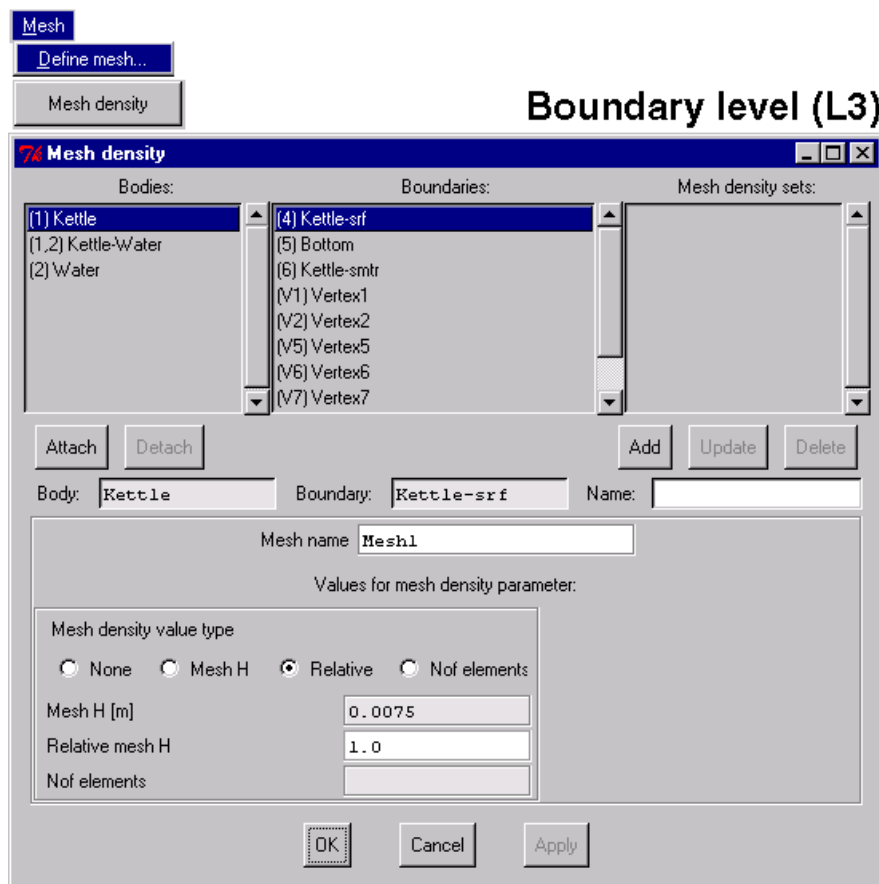 Mesh
Define mesh...
Mesh density
Boundary level (L3)
Mesh density
Bodies: Boundaries: Mesh density sets:
(1) Kettle (4) Kettle-srf
(1,2) Kettle-Water (5) Bottom
(2) Water (6) Kettle-smtr
(V1) Vertex1
(V2) Vertex2
(V5) Vertex5
(V6) Vertex6
(V7) Vertex7
Attach Detach Add Update Delete
Body: Kettle Boundary: Kettle-srf Name:
Mesh name Mesh1
Values for mesh density parameter:
Mesh density value type
None Mesh H Relative Nof elements
Mesh H [m] 0.0075
Relative mesh H 1.0
Nof elements
OK Cancel Apply